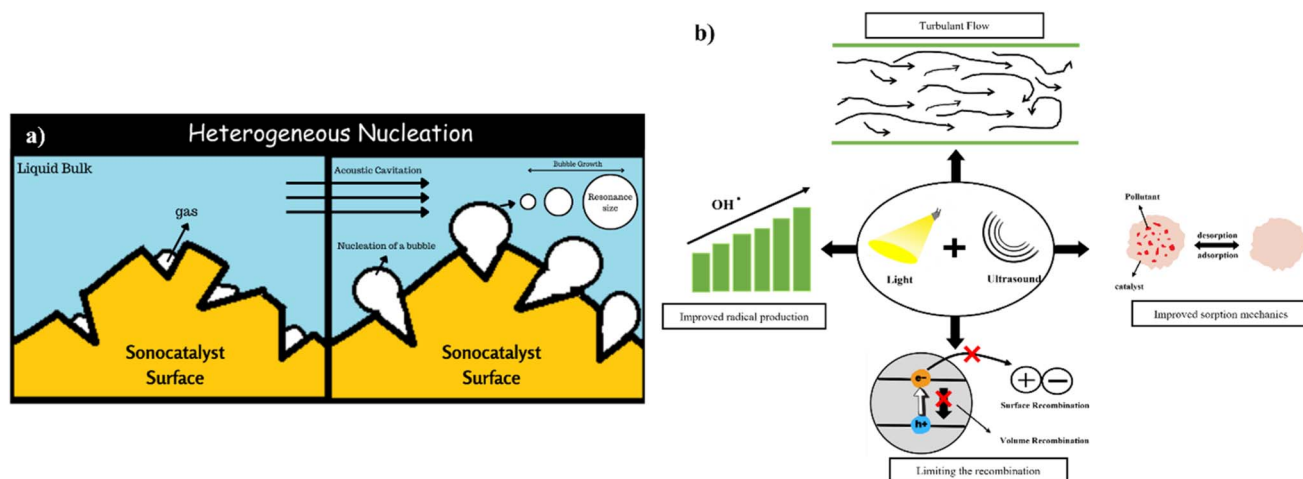 a)
Heterogeneous Nucleation
Liquid Bulk
gas
Sonocatalyst
Surface
Acoustic Cavitation
Bubble Growth
Resonance
size
Nucleation of a bubble
Sonocatalyst
Surface
b)
Turbulant Flow
OH•
Improved radical production
Light
+
Ultrasound
Pollutant
desorption
adsorption
catalyst
Improved sorption mechanics
e-
h+
+ −
Surface Recombination
Volume Recombination
Limiting the recombination